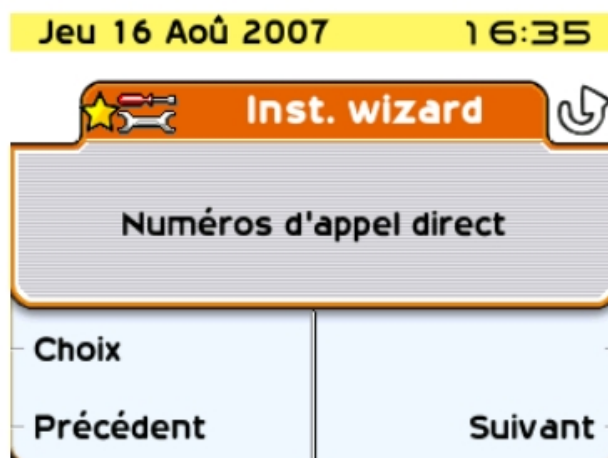 Jeu 16 Aoû 2007 16:35
Inst. wizard
Numéros d'appel direct
Choix
Précédent Suivant